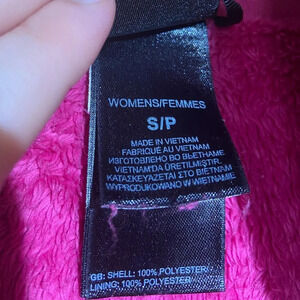 WOMENS/FEMMES
S/P
MADE IN VIETNAM
FABRIQUÉ AU VIETNAM
ИЗГОТОВЛЕНО ВО ВЬЕТНАМЕ
VIETNAM'DA ÜRETILMIŞTIR
ΚΑΤΑΣΚΕΥΑΖΕΤΑΙ ΣΤΟ ΒΙΕΤΝΑΜ
WYPRODUKOWANO W WIETNAMIE
GB: SHELL: 100% POLYESTER/
LINING: 100% POLYESTER/